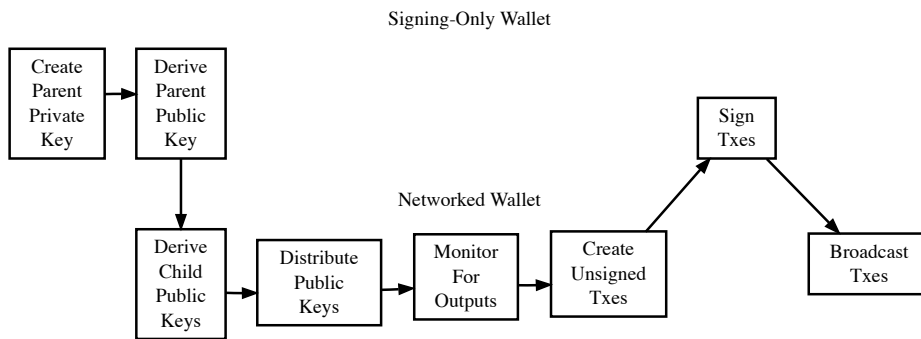 Signing-Only Wallet
Create
Parent
Private
Key
Derive
Parent
Public
Key
Sign
Txes
Networked Wallet
Derive
Child
Public
Keys
Distribute
Public
Keys
Monitor
For
Outputs
Create
Unsigned
Txes
Broadcast
Txes